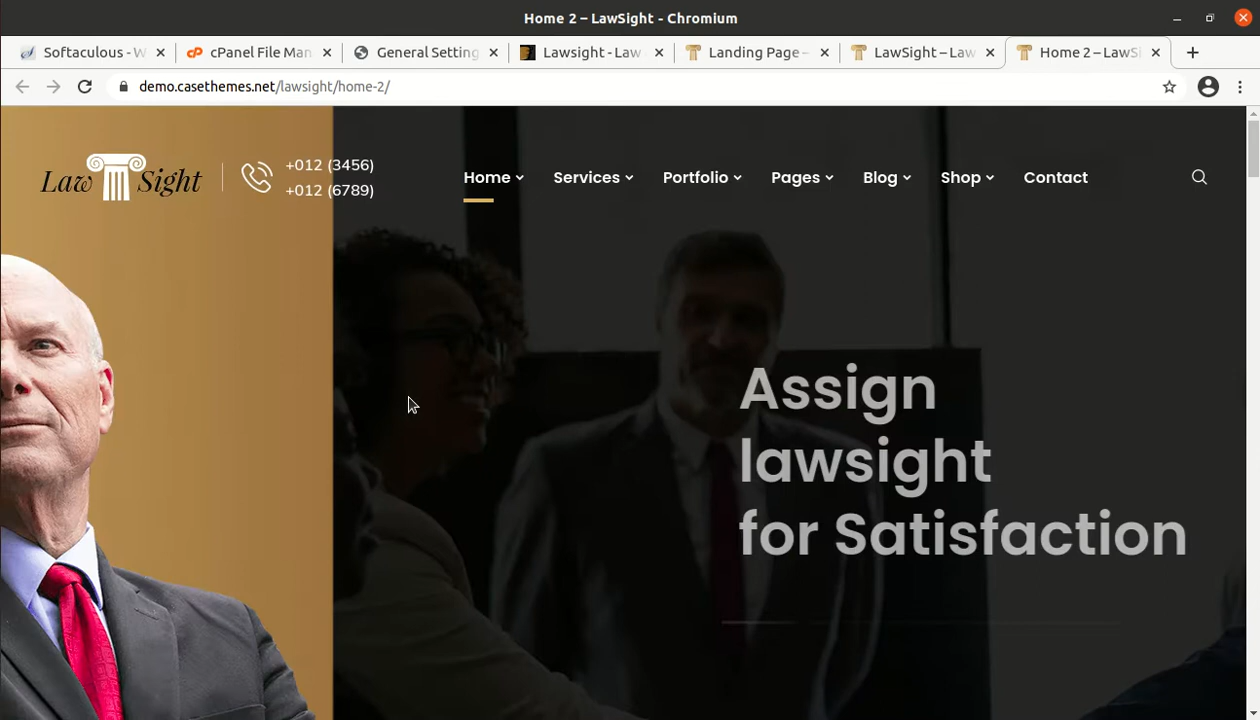 Home 2 – LawSight - Chromium
Softaculous - W
cPanel File Man
General Setting
Lawsight - Law
Landing Page –
LawSight – Law
Home 2 – LawSi
demo.casethemes.net/lawsight/home-2/
Law Sight
+012 (3456)
+012 (6789)
Home
Services
Portfolio
Pages
Blog
Shop
Contact
Assign
lawsight
for Satisfaction